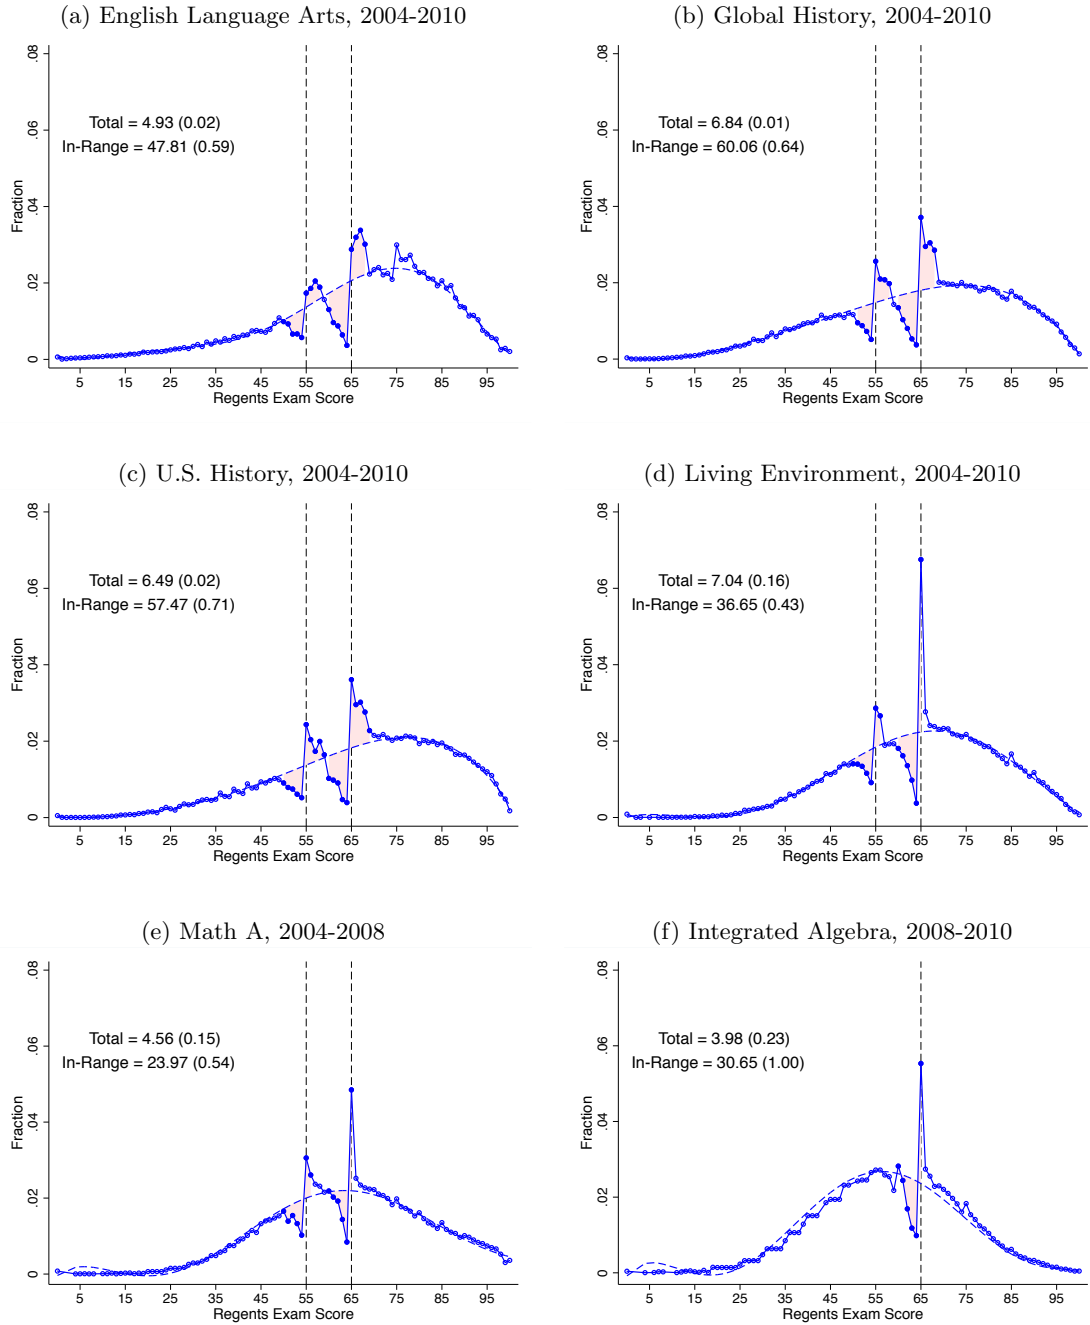 (a) English Language Arts, 2004-2010
.08
.06
.04
.02
0
Fraction
Total = 4.93 (0.02)
In-Range = 47.81 (0.59)
5 15 25 35 45 55 65 75 85 95
Regents Exam Score
(b) Global History, 2004-2010
.08
.06
.04
.02
0
Fraction
Total = 6.84 (0.01)
In-Range = 60.06 (0.64)
5 15 25 35 45 55 65 75 85 95
Regents Exam Score
(c) U.S. History, 2004-2010
.08
.06
.04
.02
0
Fraction
Total = 6.49 (0.02)
In-Range = 57.47 (0.71)
5 15 25 35 45 55 65 75 85 95
Regents Exam Score
(d) Living Environment, 2004-2010
.08
.06
.04
.02
0
Fraction
Total = 7.04 (0.16)
In-Range = 36.65 (0.43)
5 15 25 35 45 55 65 75 85 95
Regents Exam Score
(e) Math A, 2004-2008
.08
.06
.04
.02
0
Fraction
Total = 4.56 (0.15)
In-Range = 23.97 (0.54)
5 15 25 35 45 55 65 75 85 95
Regents Exam Score
(f) Integrated Algebra, 2008-2010
.08
.06
.04
.02
0
Fraction
Total = 3.98 (0.23)
In-Range = 30.65 (1.00)
5 15 25 35 45 55 65 75 85 95
Regents Exam Score